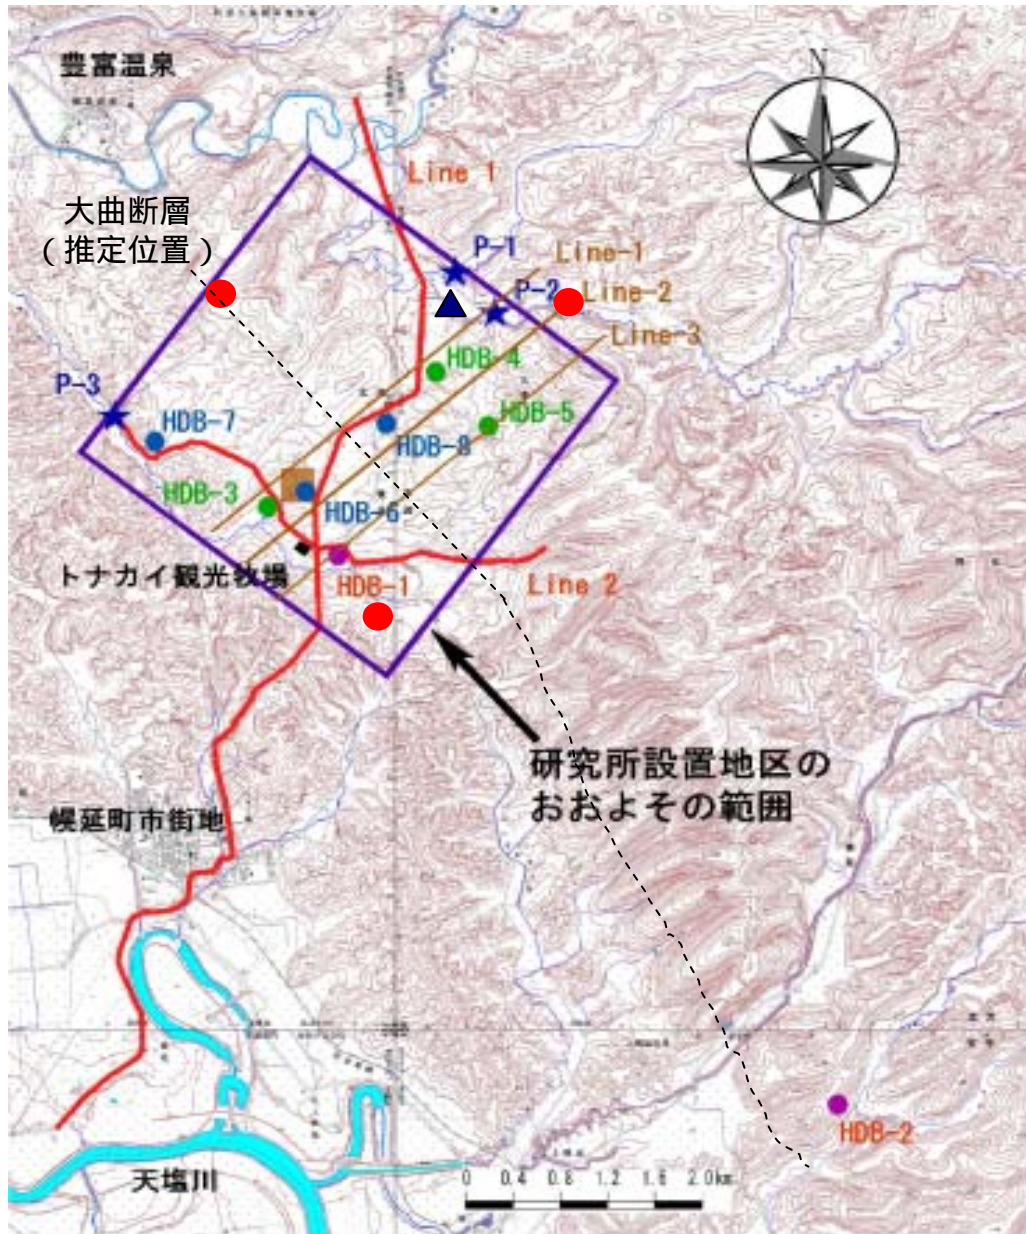 豊富温泉
N
Line 1
大曲断層
(推定位置)
P-1
Line-1
P-2
Line-2
Line-3
HDB-4
P-3
HDB-7
HDB-5
HDB-8
HDB-3
HDB-6
トナカイ観光牧場
HDB-1
Line 2
研究所設置地区の
おおよその範囲
幌延町市街地
HDB-2
天塩川
0 0.4 0.8 1.2 1.6 2.0km